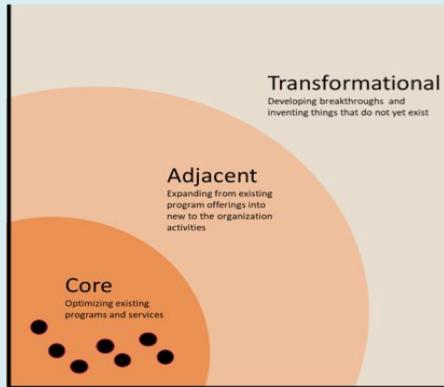 Transformational
Developing breakthroughs and
inventing things that do not yet exist
Adjacent
Expanding from existing
program offerings into
new to the organization
activities
Core
Optimizing existing
programs and services